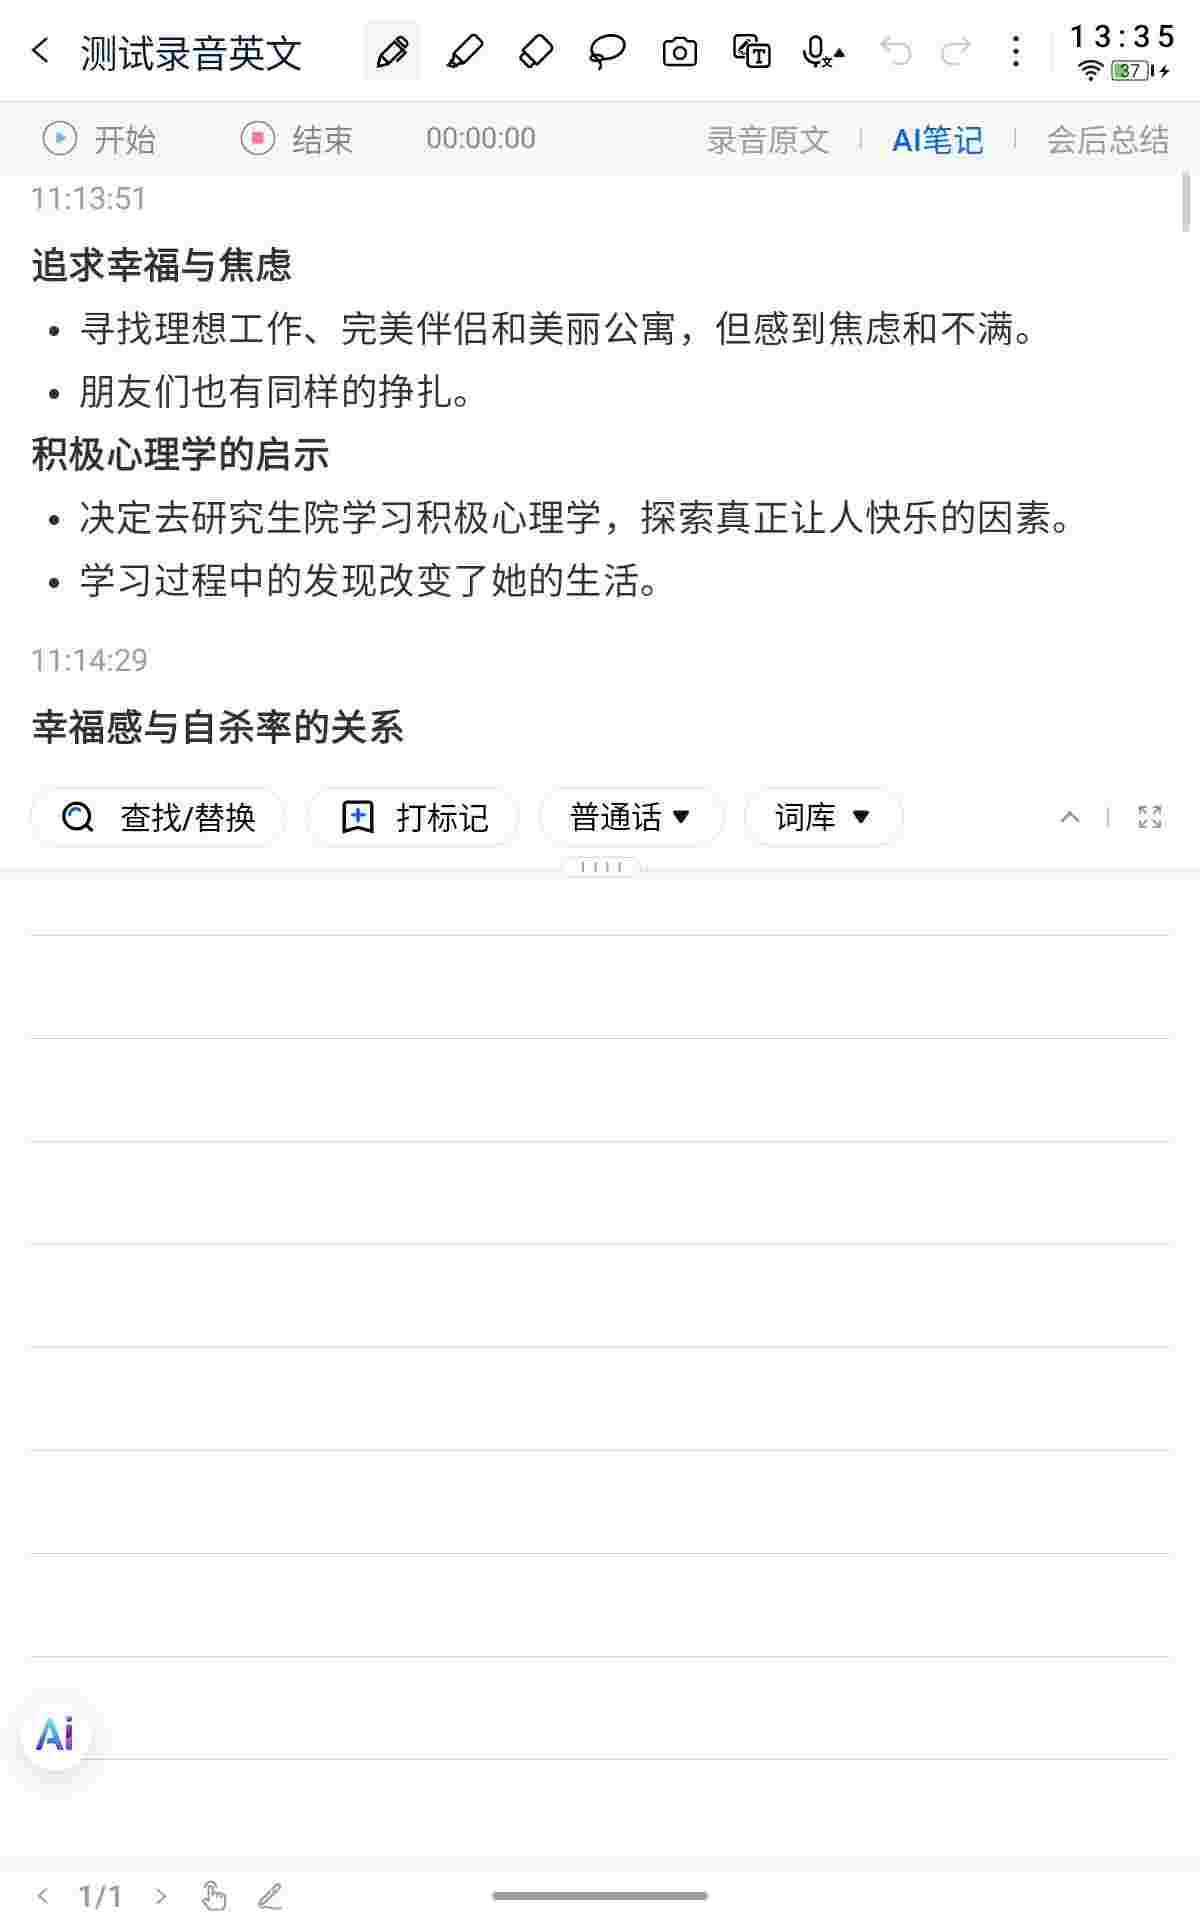 测试录音英文
13:35
37
开始 结束 00:00:00 录音原文 AI笔记 会后总结
11:13:51
追求幸福与焦虑
• 寻找理想工作、完美伴侣和美丽公寓，但感到焦虑和不满。
• 朋友们也有同样的挣扎。
积极心理学的启示
• 决定去研究生院学习积极心理学，探索真正让人快乐的因素。
• 学习过程中的发现改变了她的生活。
11:14:29
幸福感与自杀率的关系
查找/替换 打标记 普通话 词库
Ai
1/1